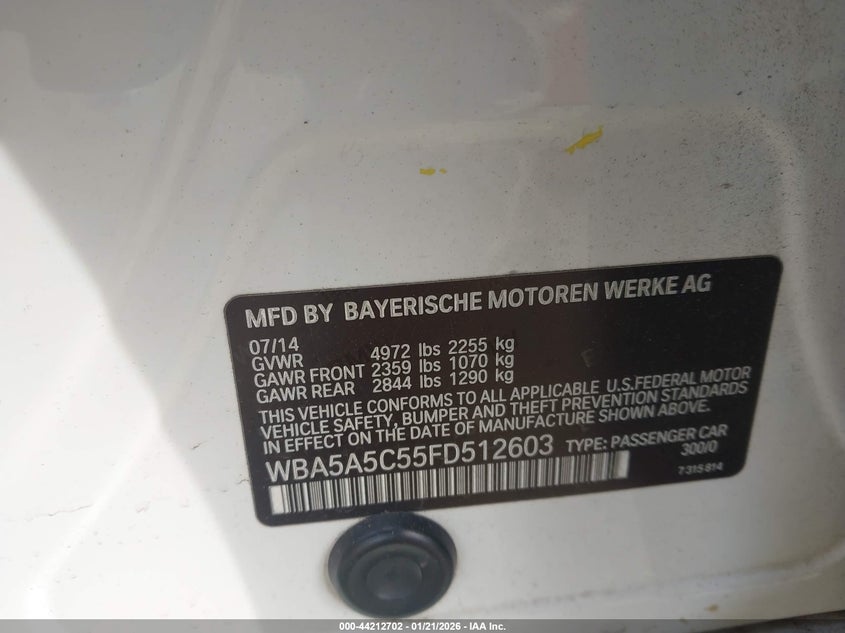 MFD BY BAYERISCHE MOTOREN WERKE AG
07/14
GVWR 4972 lbs 2255 kg
GAWR FRONT 2359 lbs 1070 kg
GAWR REAR 2844 lbs 1290 kg
THIS VEHICLE CONFORMS TO ALL APPLICABLE U.S.FEDERAL MOTOR
VEHICLE SAFETY, BUMPER AND THEFT PREVENTION STANDARDS
IN EFFECT ON THE DATE OF MANUFACTURE SHOWN ABOVE.
WBA5A5C55FD512603 TYPE: PASSENGER CAR
300/0
7 315 814
000-44212702 - 01/21/2026 - IAA Inc.